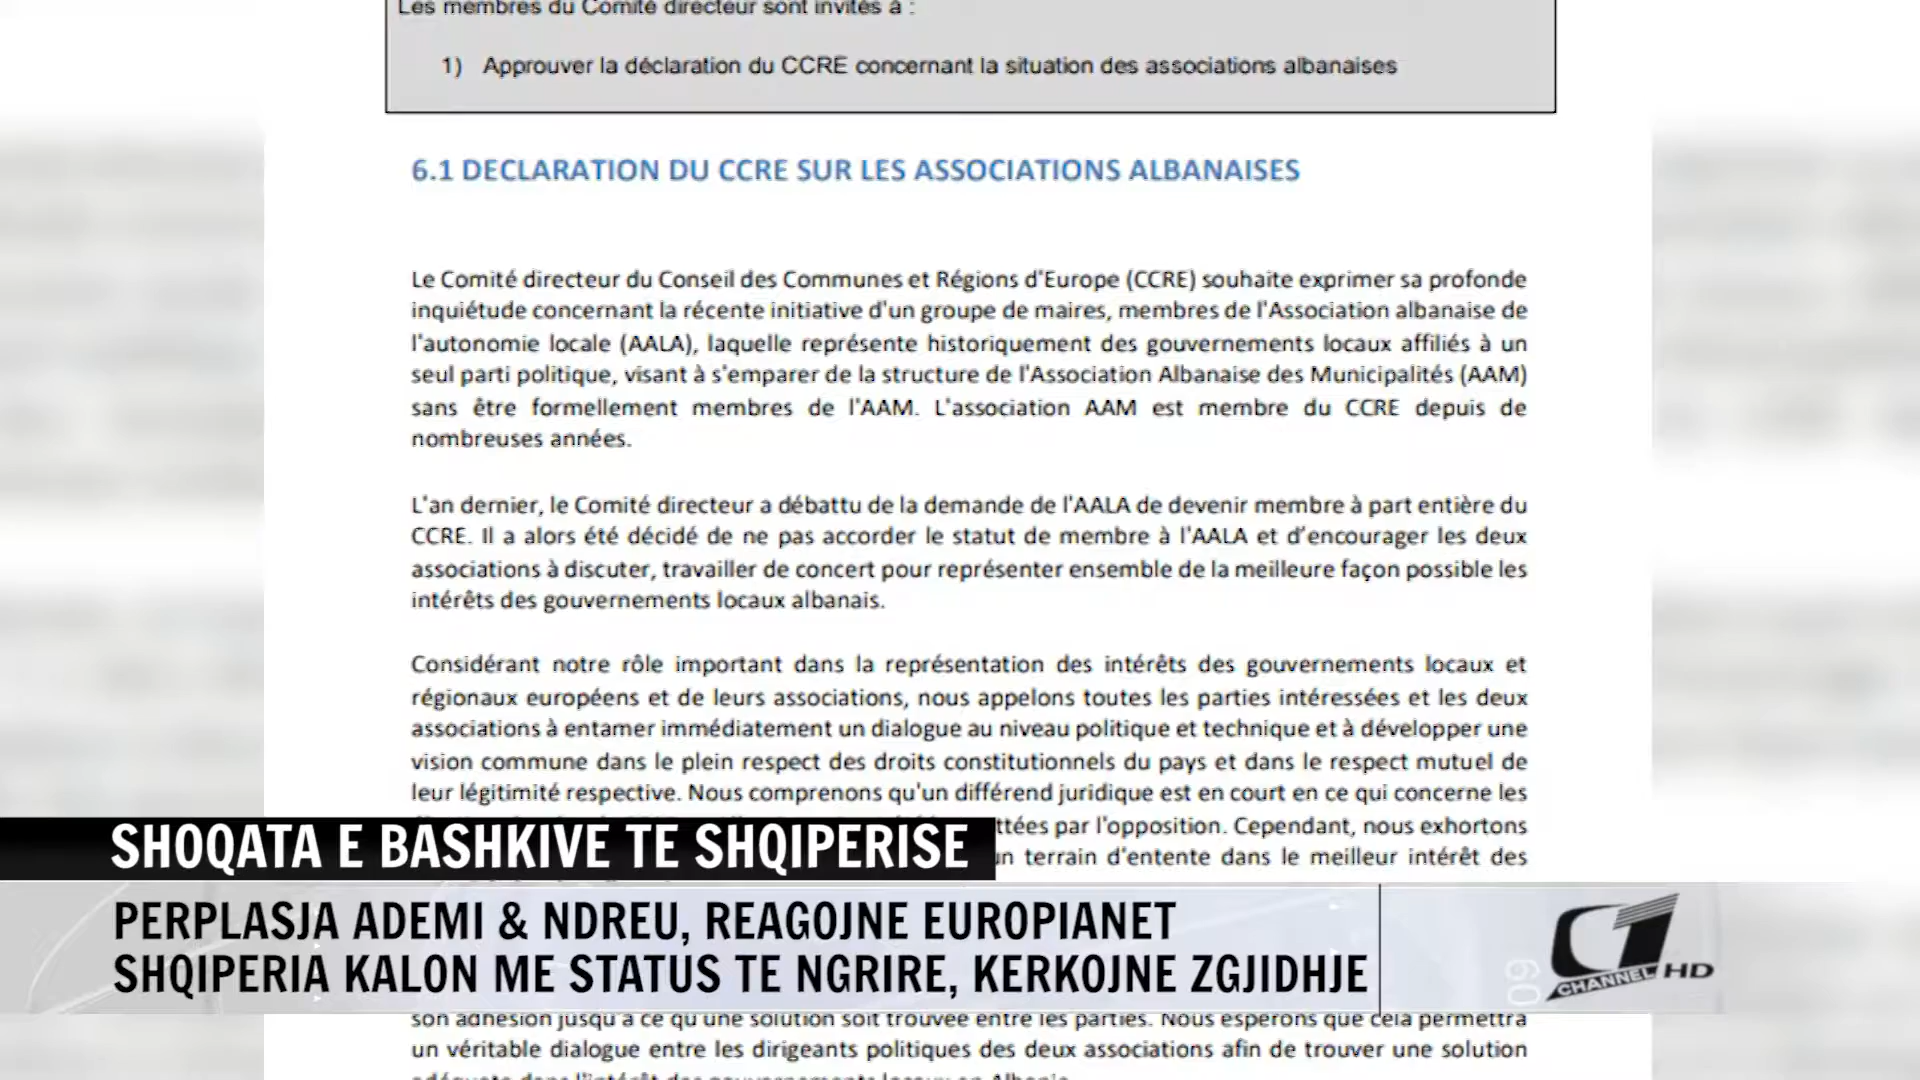 Les membres du Comité directeur sont invités à :
1) Approuver la déclaration du CCRE concernant la situation des associations albanaises
6.1 DECLARATION DU CCRE SUR LES ASSOCIATIONS ALBANAISES
Le Comité directeur du Conseil des Communes et Régions d'Europe (CCRE) souhaite exprimer sa profonde
inquiétude concernant la récente initiative d'un groupe de maires, membres de l'Association albanaise de
l'autonomie locale (AALA), laquelle représente historiquement des gouvernements locaux affiliés à un
seul parti politique, visant à s'emparer de la structure de l'Association Albanaise des Municipalités (AAM)
sans être formellement membres de l'AAM. L'association AAM est membre du CCRE depuis de
nombreuses années.
L'an dernier, le Comité directeur a débattu de la demande de l'AALA de devenir membre à part entière du
CCRE. Il a alors été décidé de ne pas accorder le statut de membre à l'AALA et d'encourager les deux
associations à discuter, travailler de concert pour représenter ensemble de la meilleure façon possible les
intérêts des gouvernements locaux albanais.
Considérant notre rôle important dans la représentation des intérêts des gouvernements locaux et
régionaux européens et de leurs associations, nous appelons toutes les parties intéressées et les deux
associations à entamer immédiatement un dialogue au niveau politique et technique et à développer une
vision commune dans le plein respect des droits constitutionnels du pays et dans le respect mutuel de
leur légitimité respective. Nous comprenons qu'un différend juridique est en court en ce qui concerne les
ttées par l'opposition. Cependant, nous exhortons
un terrain d'entente dans le meilleur intérêt des
SHOQATA E BASHKIVE TE SHQIPERISE
PERPLASJA ADEMI & NDREU, REAGOJNE EUROPIANET
SHQIPERIA KALON ME STATUS TE NGRIRE, KERKOJNE ZGJIDHJE
CHANNEL HD
son adhésion jusqu'à ce qu'une solution soit trouvée entre les parties. Nous espérons que cela permettra
un véritable dialogue entre les dirigeants politiques des deux associations afin de trouver une solution